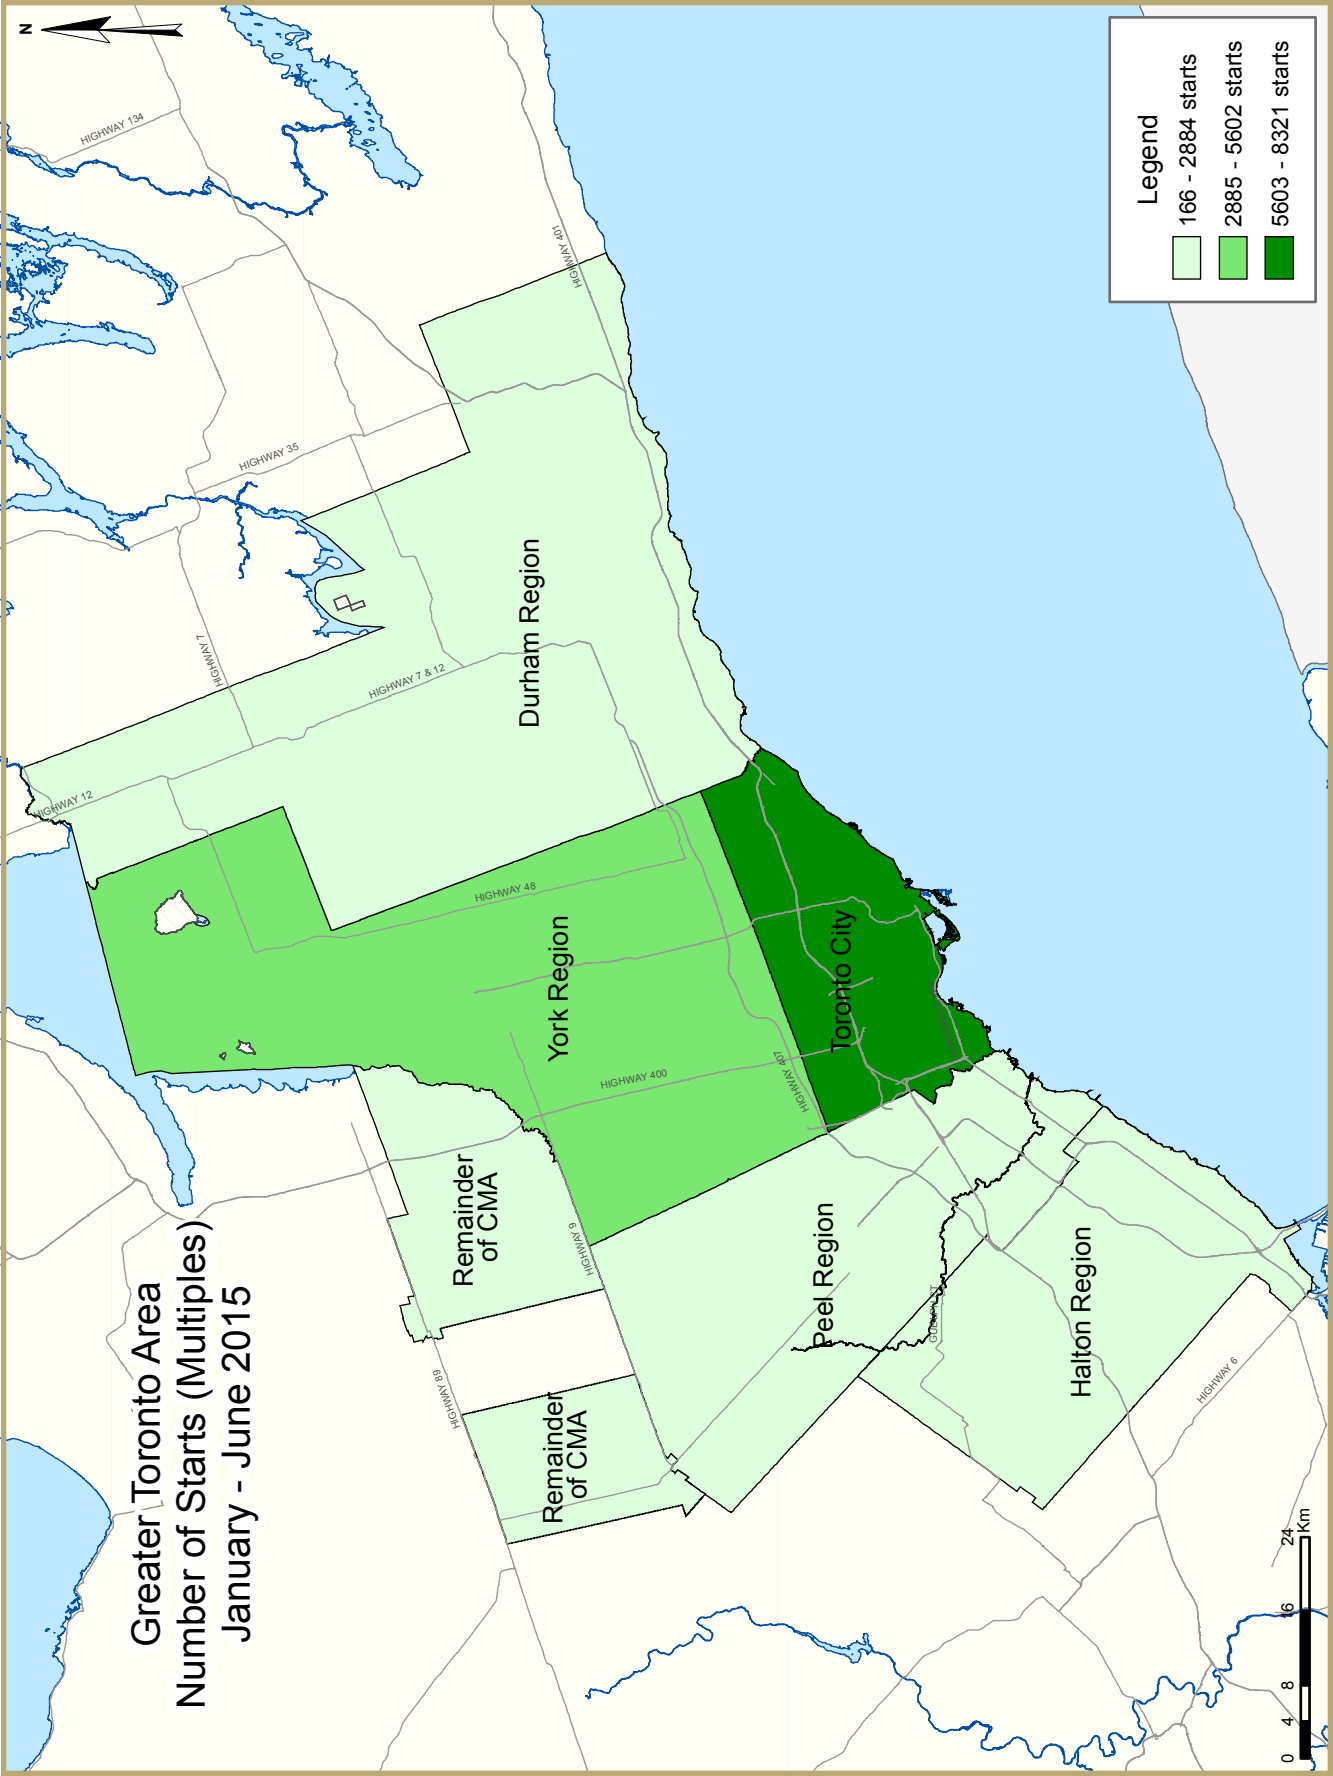 Greater Toronto Area
Number of Starts (Multiples)
January - June 2015
N
HIGHWAY 12
HIGHWAY 7
HIGHWAY 35
HIGHWAY 134
HIGHWAY 7 & 12
HIGHWAY 89
Remainder
of CMA
HIGHWAY 48
Durham Region
HIGHWAY 401
Remainder
of CMA
HIGHWAY 9
York Region
HIGHWAY 400
HIGHWAY 407
Peel Region
Toronto City
Halton Region
HIGHWAY 6
Legend
166 - 2884 starts
2885 - 5602 starts
5603 - 8321 starts
0 4 8 16 24
Km